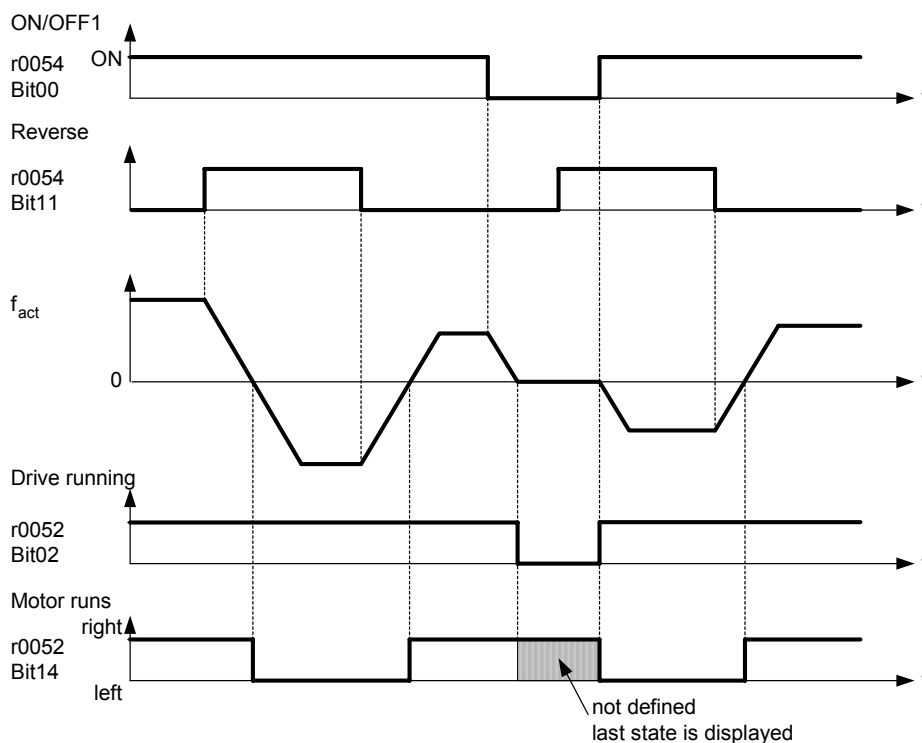 ON/OFF1
ON
r0054
Bit00
Reverse
r0054
Bit11
f_act
0
Drive running
r0052
Bit02
Motor runs
right
r0052
Bit14
left
not defined
last state is displayed